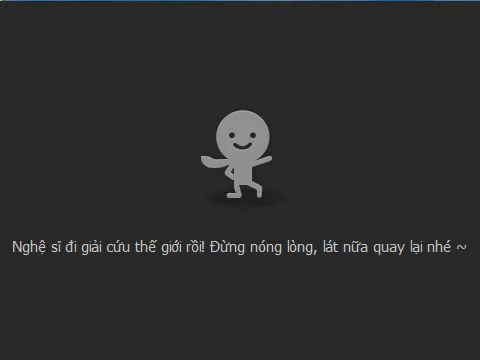 Nghệ sĩ đi giải cứu thế giới rồi! Đừng nóng lòng, lát nữa quay lại nhé ~